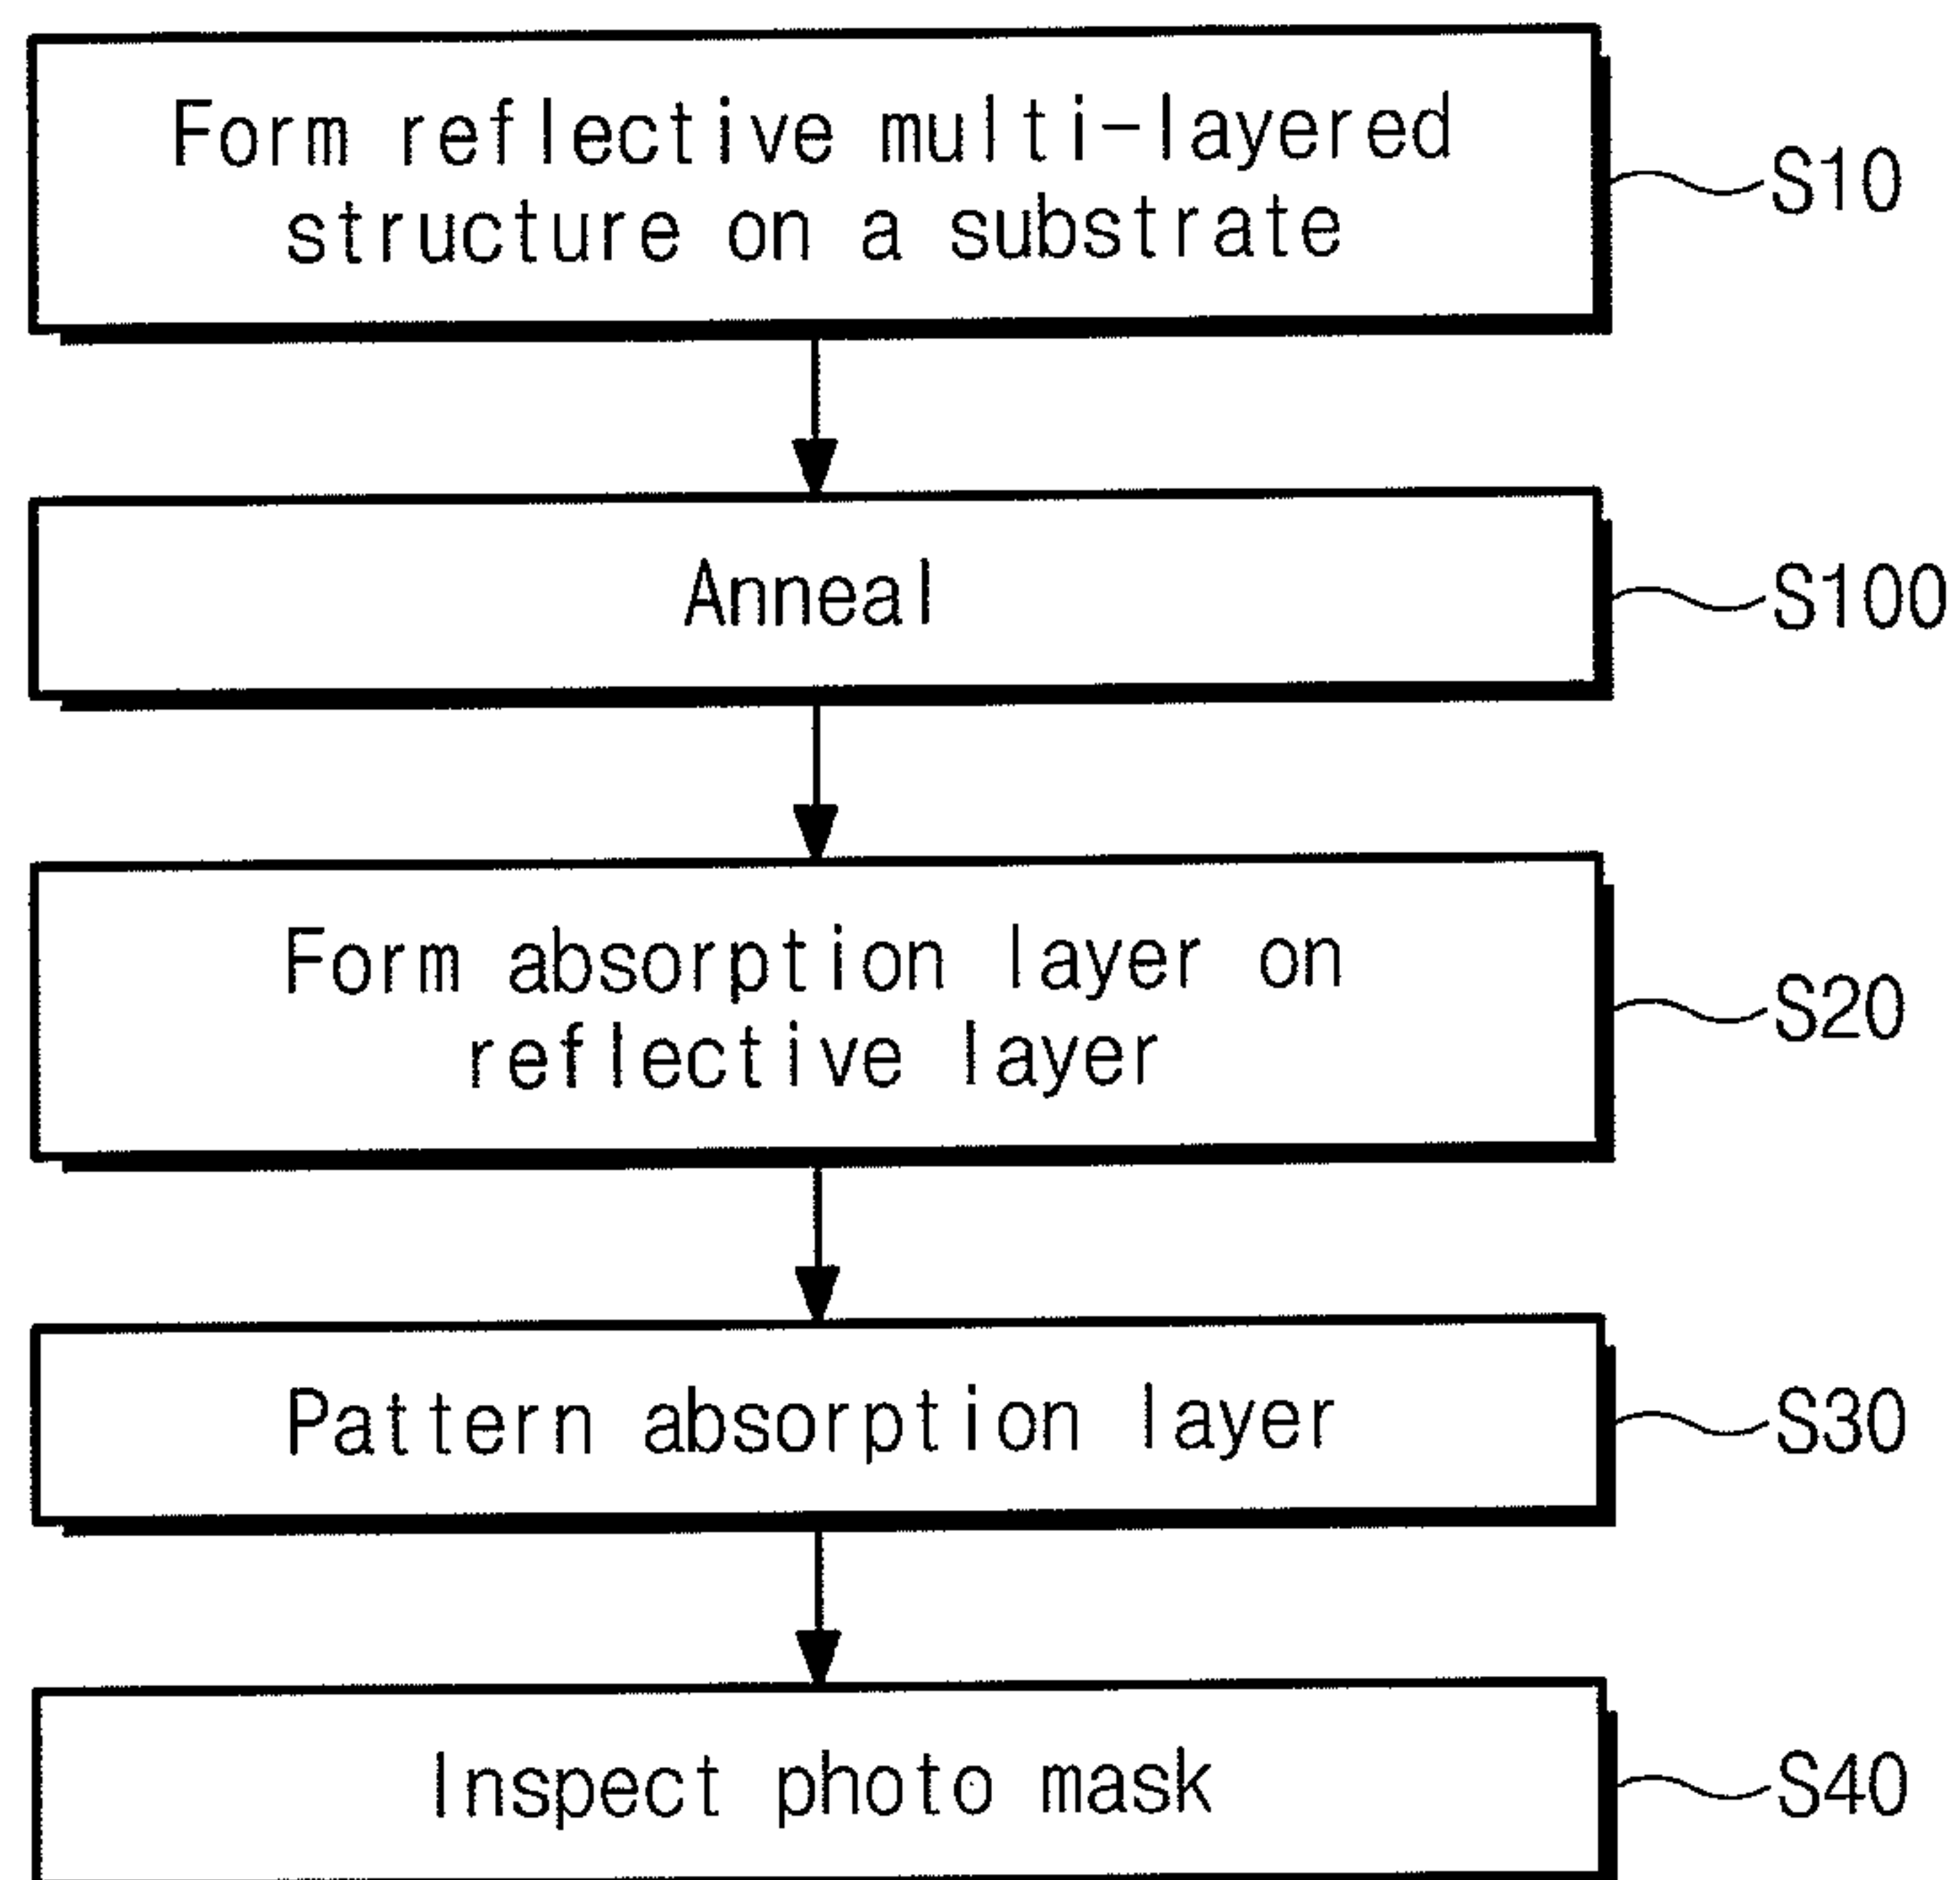 Form reflective multi-layered
structure on a substrate
S10
Anneal
S100
Form absorption layer on
reflective layer
S20
Pattern absorption layer
S30
Inspect photo mask
S40